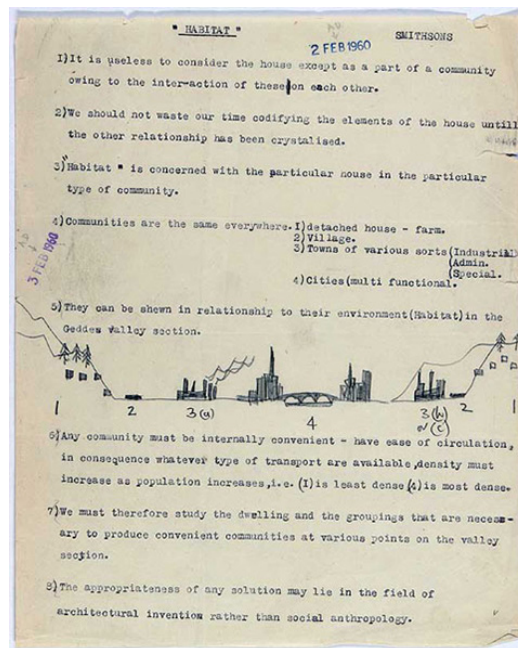 " HABITAT "
2 FEB 1960
SMITHSONS
1)It is useless to consider the house except as a part of a community
owing to the inter-action of these on each other.
2)We should not waste our time codifying the elements of the house untill
the other relationship has been crystalised.
3)"Habitat " is concerned with the particular house in the particular
type of community.
4)Communities are the same everywhere. 1)detached house - farm.
2)Village.
3)Towns of various sorts(Industrial
(Admin.
(Special.
4)Cities(multi functional.
3 FEB 1960
5)They can be shewn in relationship to their environment(Habitat)in the
Geddes valley section.
1 2 3(a) 4 3(b) 2 1
or (c)
6)Any community must be internally convenient - have ease of circulation,
in consequence whatever type of transport are available,density must
increase as population increases,i.e.(1)is least dense(4)is most dense.
7)We must therefore study the dwelling and the groupings that are necess-
ary to produce convenient communities at various points on the valley
section.
8)The appropriateness of any solution may lie in the field of
architectural invention rather than social anthropology.